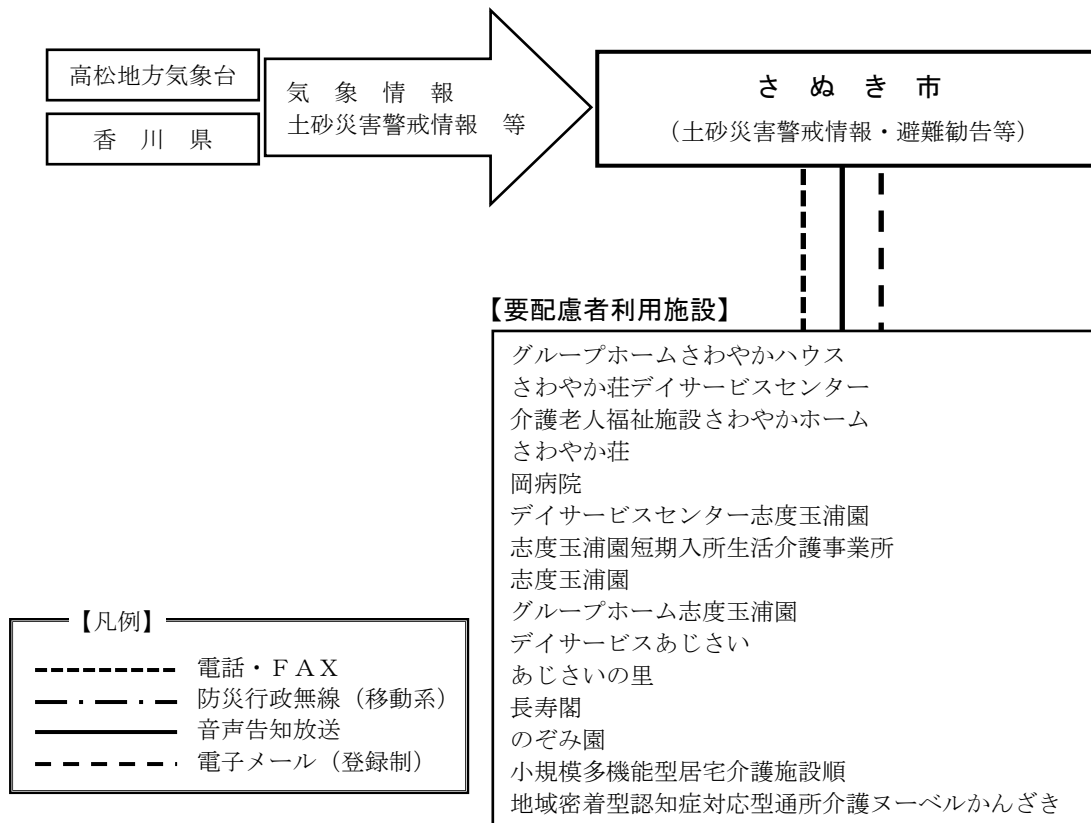 高松地方気象台
香　川　県
気　象　情　報
土砂災害警戒情報　等
さ　ぬ　き　市
（土砂災害警戒情報・避難勧告等）
【要配慮者利用施設】
グループホームさわやかハウス
さわやか荘デイサービスセンター
介護老人福祉施設さわやかホーム
さわやか荘
岡病院
デイサービスセンター志度玉浦園
志度玉浦園短期入所生活介護事業所
志度玉浦園
グループホーム志度玉浦園
デイサービスあじさい
あじさいの里
長寿閣
のぞみ園
小規模多機能型居宅介護施設順
地域密着型認知症対応型通所介護ヌーベルかんざき
【凡例】
電話・ＦＡＸ
防災行政無線（移動系）
音声告知放送
電子メール（登録制）